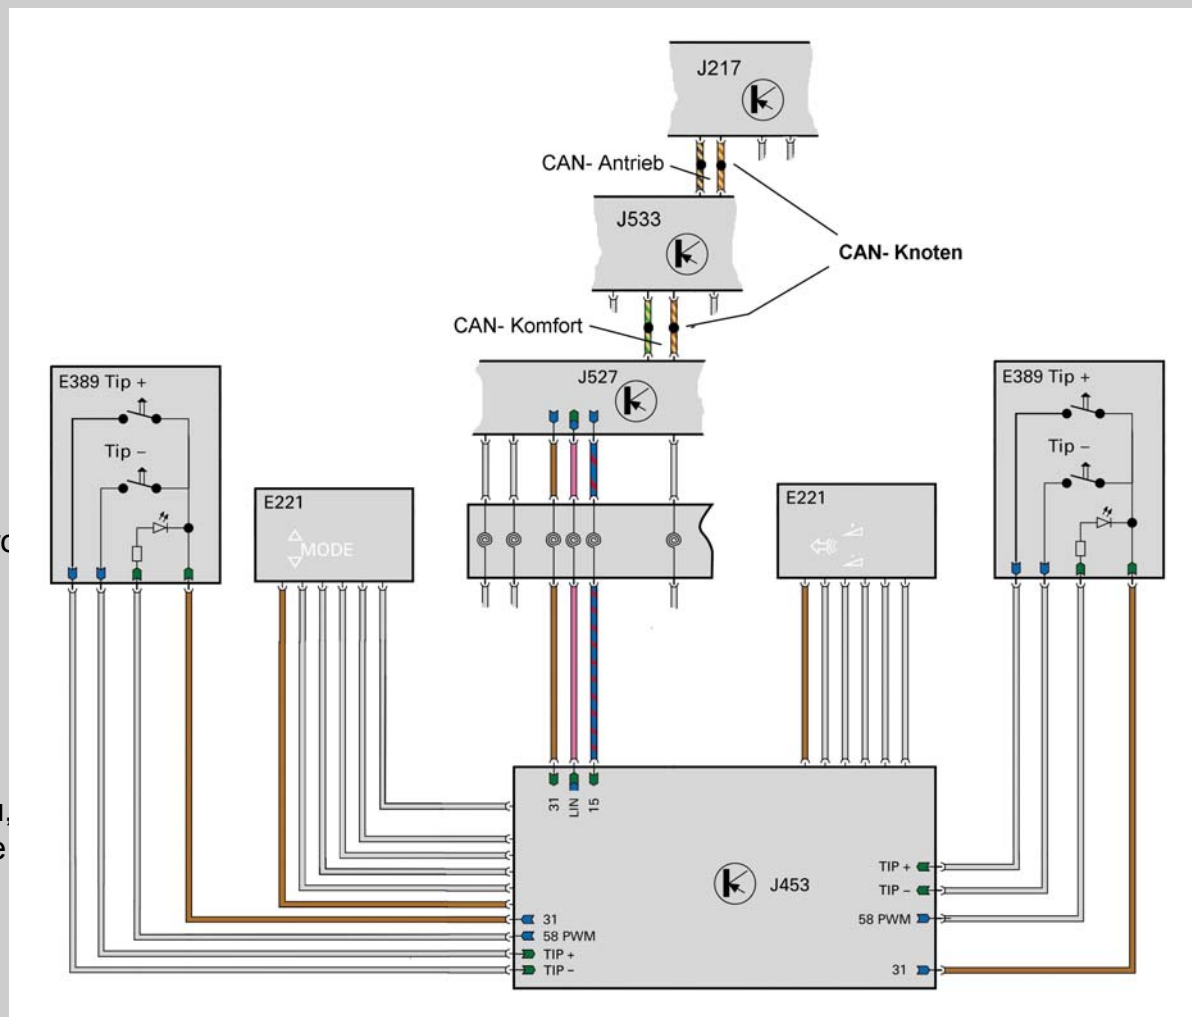 J217
CAN- Antrieb
J533
CAN- Knoten
CAN- Komfort
J527
E389 Tip +
Tip –
E221
MODE
E221
E389 Tip +
Tip –
31
LIN
15
J453
TIP +
TIP –
58 PWM
31
31
58 PWM
TIP +
TIP –